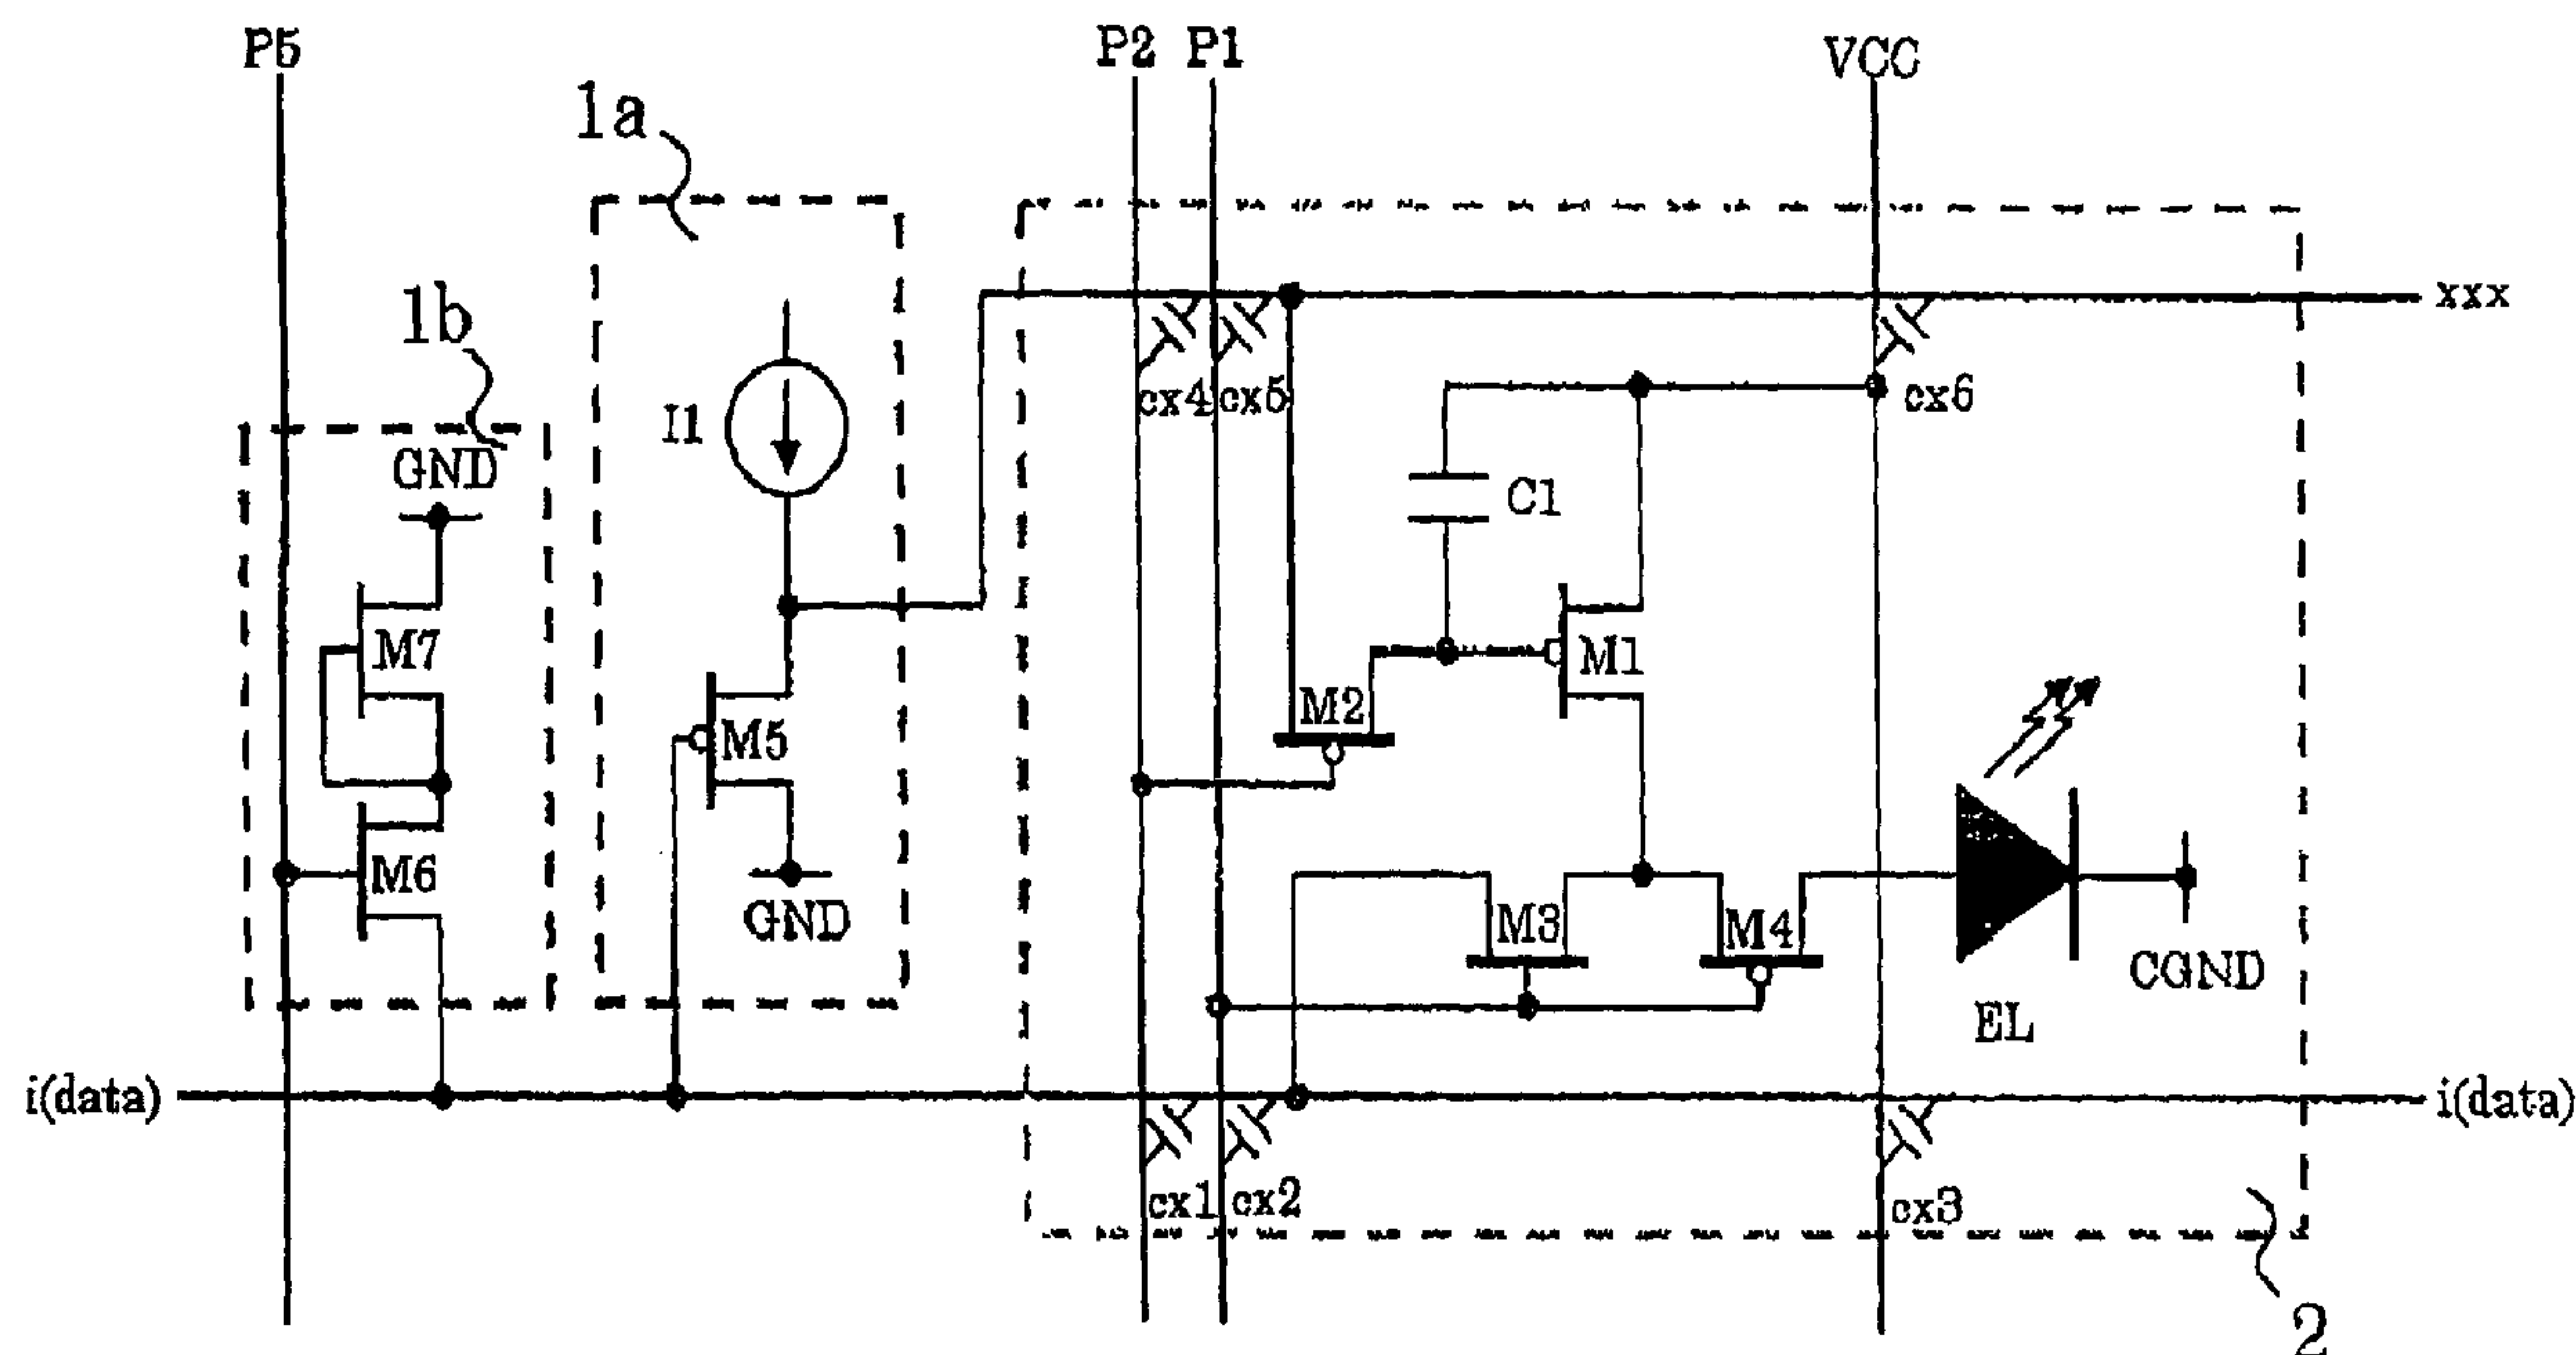 P5
P2 P1
VCC
1a
1b
xxx
cx4 cx5
cx6
I1
GND
C1
M7
M1
M2
M5
M6
GND
M3
M4
CGND
EL
i(data)
i(data)
cx1 cx2
cx3
2